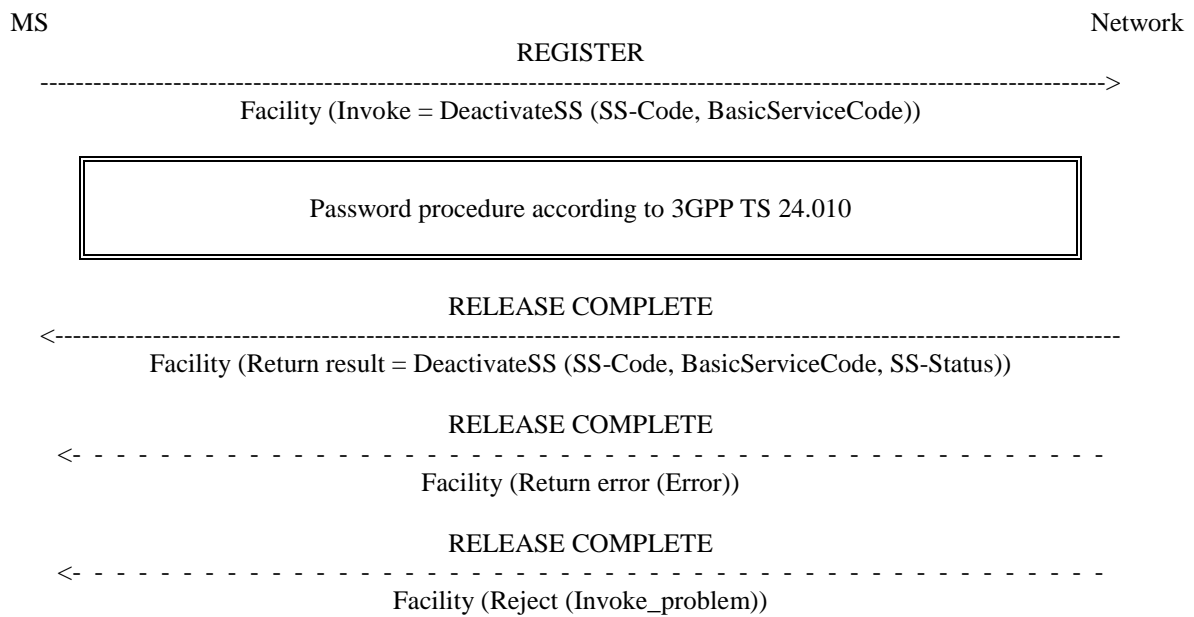 MS Network
REGISTER
Facility (Invoke = DeactivateSS (SS-Code, BasicServiceCode))
Password procedure according to 3GPP TS 24.010
RELEASE COMPLETE
Facility (Return result = DeactivateSS (SS-Code, BasicServiceCode, SS-Status))
RELEASE COMPLETE
Facility (Return error (Error))
RELEASE COMPLETE
Facility (Reject (Invoke_problem))